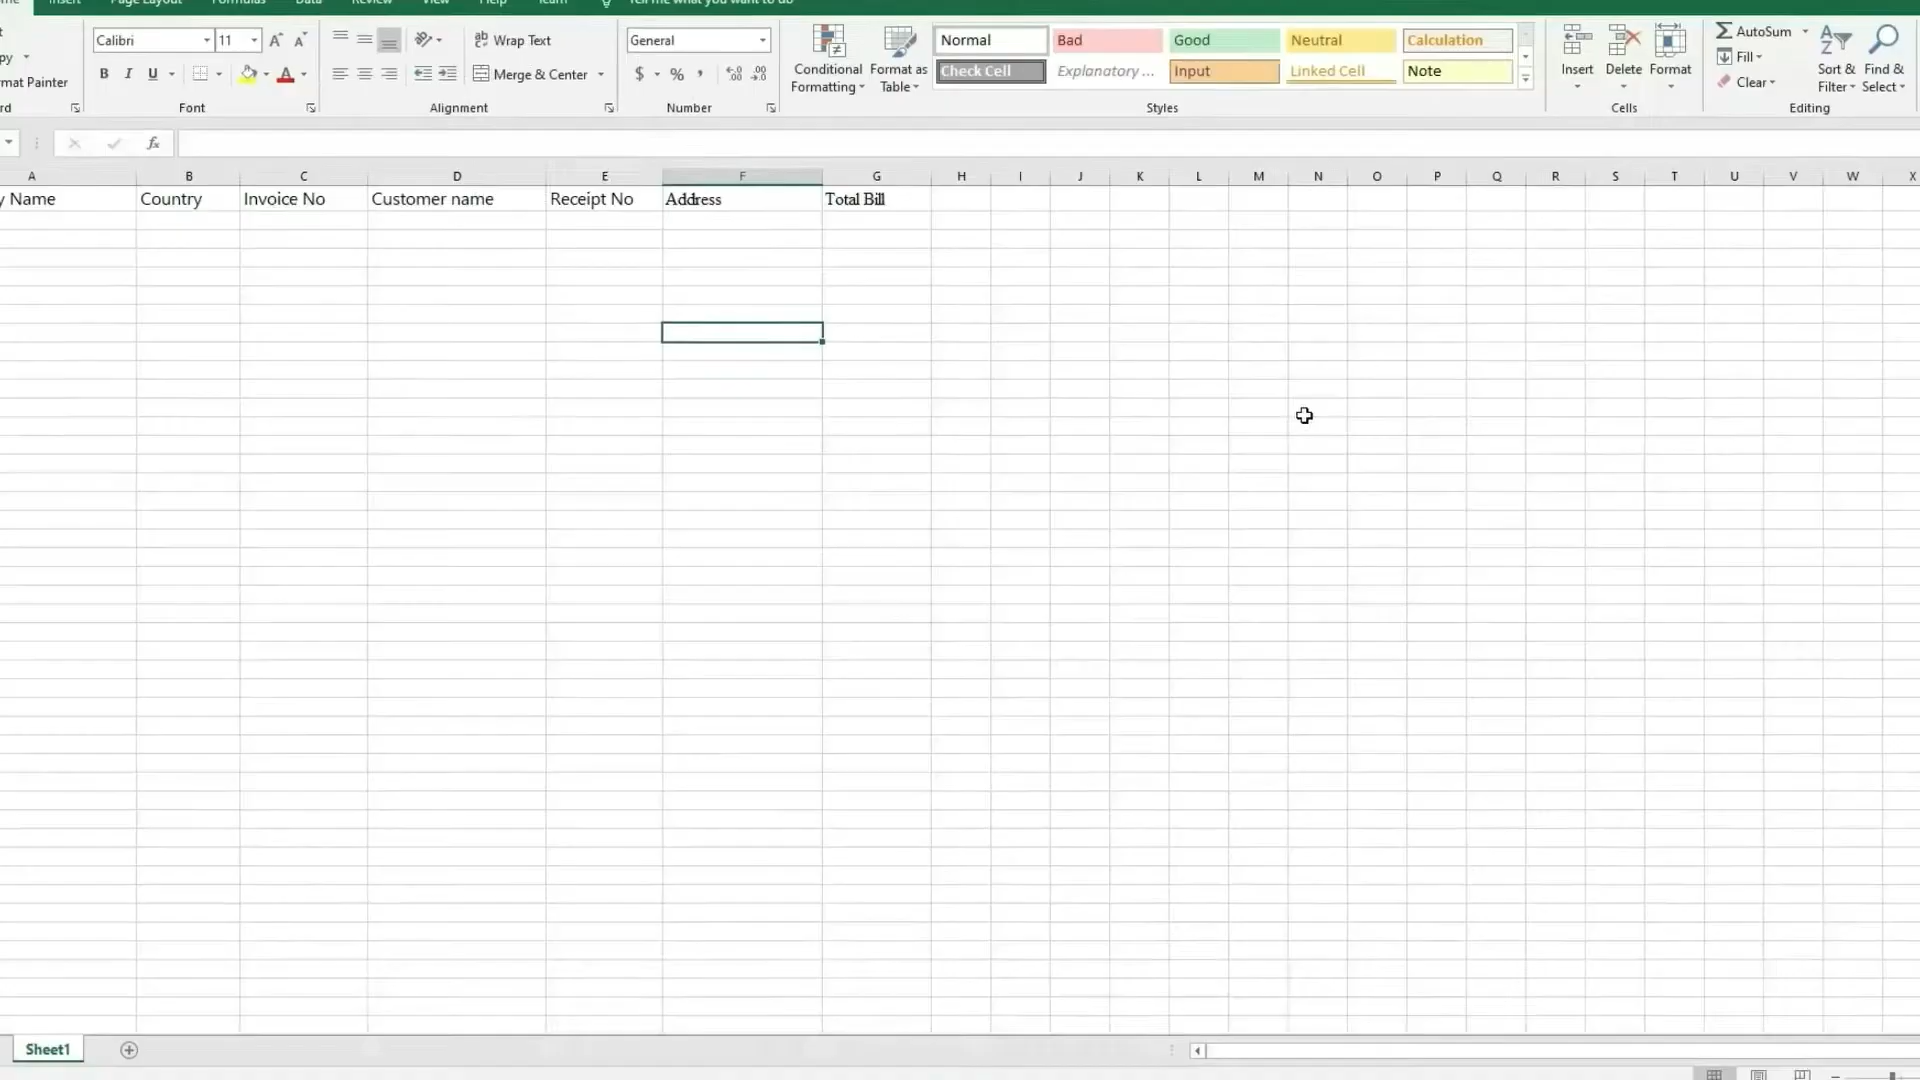 Insert Page Layout Formulas Data Review View Help Team Tell me what you want to do
Calibri 11 Wrap Text General Conditional Formatting Format as Table Normal Bad Good Neutral Calculation Insert Delete Format AutoSum Sort & Filter Find & Select
B I U Merge & Center $ % , Check Cell Explanatory ... Input Linked Cell Note Fill Clear
Font Alignment Number Styles Cells Editing
fx
A B C D E F G H I J K L M N O P Q R S T U V W X
Name Country Invoice No Customer name Receipt No Address Total Bill
Sheet1